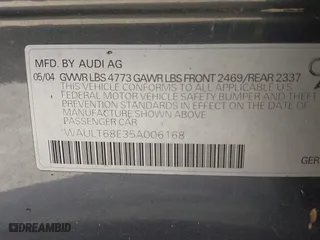 MFD. BY AUDI AG
05/04 GVWR LBS 4773 GAWR LBS FRONT 2469/REAR 2337
THIS VEHICLE CONFORMS TO ALL APPLICABLE U.S.
FEDERAL MOTOR VEHICLE SAFETY BUMPER AND THEFT
PREVENTION STANDARDS IN EFFECT ON THE
DATE OF MANUFACTURE SHOWN ABOVE
PASSENGER CAR
*WAULT68E35A006168*
GER
DREAMBID